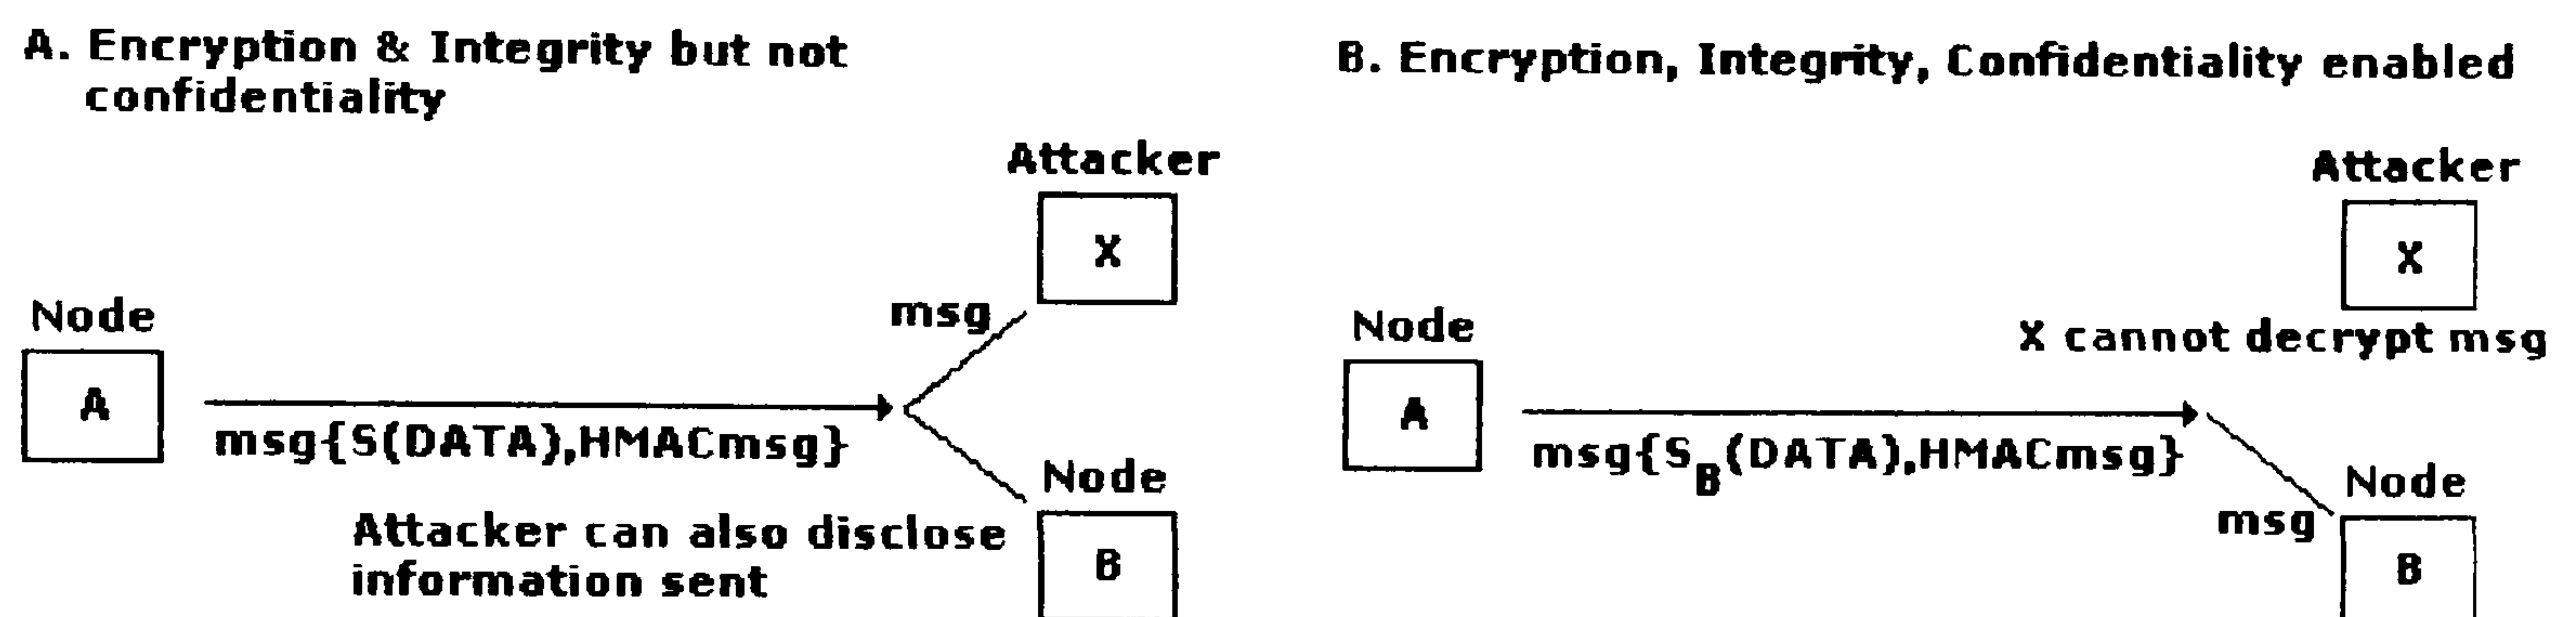 A. Encryption & Integrity but not
confidentiality
Attacker
X
msg
Node
A
msg{S(DATA),HMACmsg}
Attacker can also disclose
information sent
Node
B
B. Encryption, Integrity, Confidentiality enabled
Attacker
X
X cannot decrypt msg
Node
A
msg{S_B(DATA),HMACmsg}
msg
Node
B